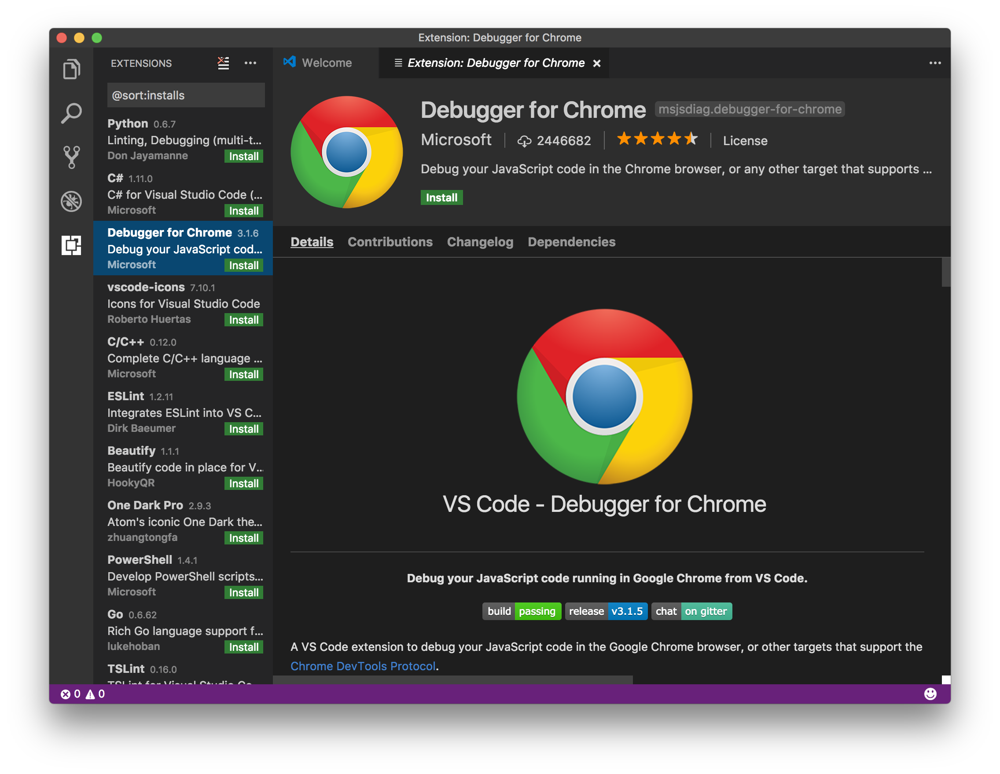 Extension: Debugger for Chrome
EXTENSIONS
@sort:installs
Python 0.6.7
Linting, Debugging (multi-t...
Don Jayamanne Install
C# 1.11.0
C# for Visual Studio Code (...
Microsoft Install
Debugger for Chrome 3.1.6
Debug your JavaScript cod...
Microsoft Install
vscode-icons 7.10.1
Icons for Visual Studio Code
Roberto Huertas Install
C/C++ 0.12.0
Complete C/C++ language ...
Microsoft Install
ESLint 1.2.11
Integrates ESLint into VS C...
Dirk Baeumer Install
Beautify 1.1.1
Beautify code in place for V...
HookyQR Install
One Dark Pro 2.9.3
Atom's iconic One Dark the...
zhuangtongfa Install
PowerShell 1.4.1
Develop PowerShell scripts...
Microsoft Install
Go 0.6.62
Rich Go language support f...
lukehoban Install
TSLint 0.16.0
TSLint for Visual Studio Co
Welcome Extension: Debugger for Chrome
Debugger for Chrome msjsdiag.debugger-for-chrome
Microsoft 2446682 License
Debug your JavaScript code in the Chrome browser, or any other target that supports ...
Install
Details Contributions Changelog Dependencies
VS Code - Debugger for Chrome
Debug your JavaScript code running in Google Chrome from VS Code.
build passing release v3.1.5 chat on gitter
A VS Code extension to debug your JavaScript code in the Google Chrome browser, or other targets that support the
Chrome DevTools Protocol.
0 0